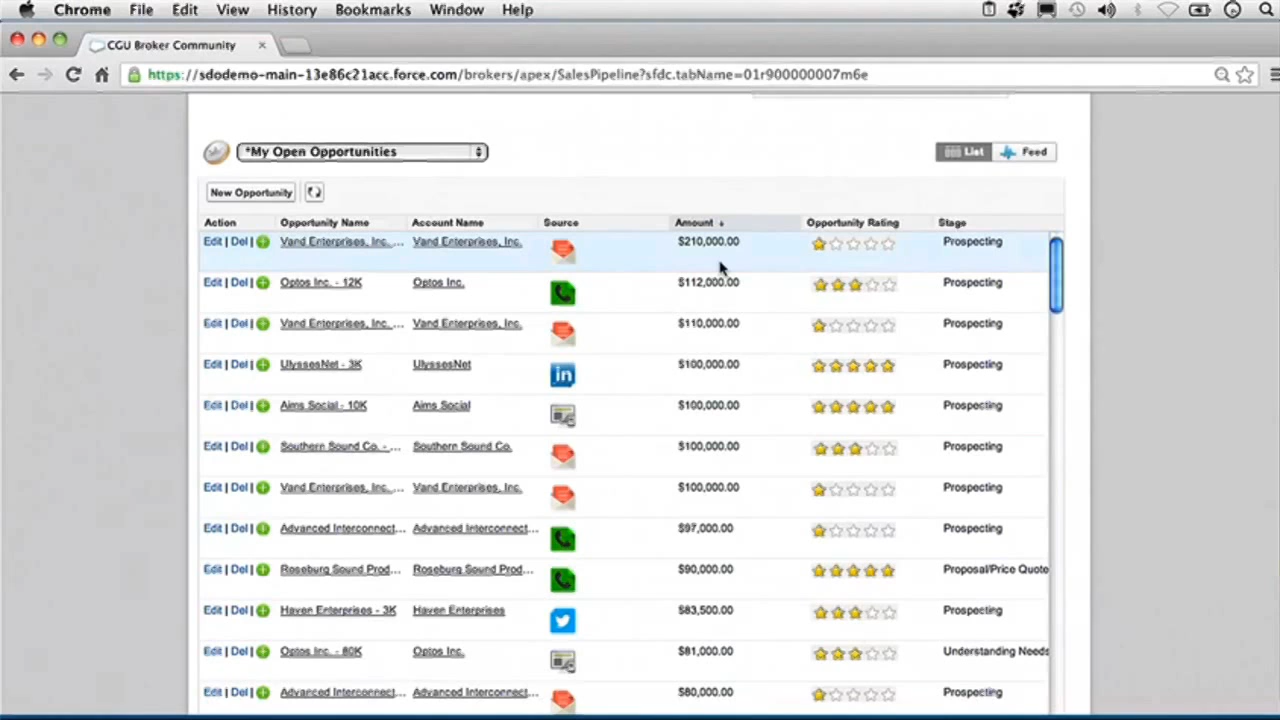 Chrome File Edit View History Bookmarks Window Help
CGU Broker Community ×
https://sdodemo-main-13e86c21acc.force.com/brokers/apex/SalesPipeline?sfdc.tabName=01r900000007m6e
*My Open Opportunities List Feed
New Opportunity
Action Opportunity Name Account Name Source Amount Opportunity Rating Stage
Edit | Del | Vand Enterprises, Inc. ... Vand Enterprises, Inc. $210,000.00 Prospecting
Edit | Del | Optos Inc. - 12K Optos Inc. $112,000.00 Prospecting
Edit | Del | Vand Enterprises, Inc. ... Vand Enterprises, Inc. $110,000.00 Prospecting
Edit | Del | UlyssesNet - 3K UlyssesNet in $100,000.00 Prospecting
Edit | Del | Aims Social - 10K Aims Social $100,000.00 Prospecting
Edit | Del | Southern Sound Co. - ... Southern Sound Co. $100,000.00 Prospecting
Edit | Del | Vand Enterprises, Inc. ... Vand Enterprises, Inc. $100,000.00 Prospecting
Edit | Del | Advanced Interconnect... Advanced Interconnect... $97,000.00 Prospecting
Edit | Del | Roseburg Sound Prod... Roseburg Sound Prod... $90,000.00 Proposal/Price Quote
Edit | Del | Haven Enterprises - 3K Haven Enterprises $83,500.00 Prospecting
Edit | Del | Optos Inc. - 80K Optos Inc. $81,000.00 Understanding Needs
Edit | Del | Advanced Interconnect... Advanced Interconnect... $80,000.00 Prospecting